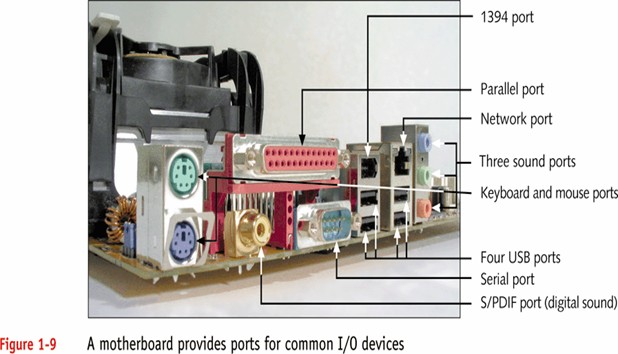 1394 port
Parallel port
Network port
Three sound ports
Keyboard and mouse ports
Four USB ports
Serial port
S/PDIF port (digital sound)
Figure 1-9 A motherboard provides ports for common I/O devices